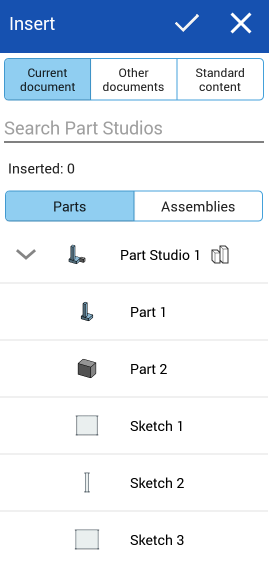 Insert
Current
document
Other
documents
Standard
content
Search Part Studios
Inserted: 0
Parts
Assemblies
Part Studio 1
Part 1
Part 2
Sketch 1
Sketch 2
Sketch 3